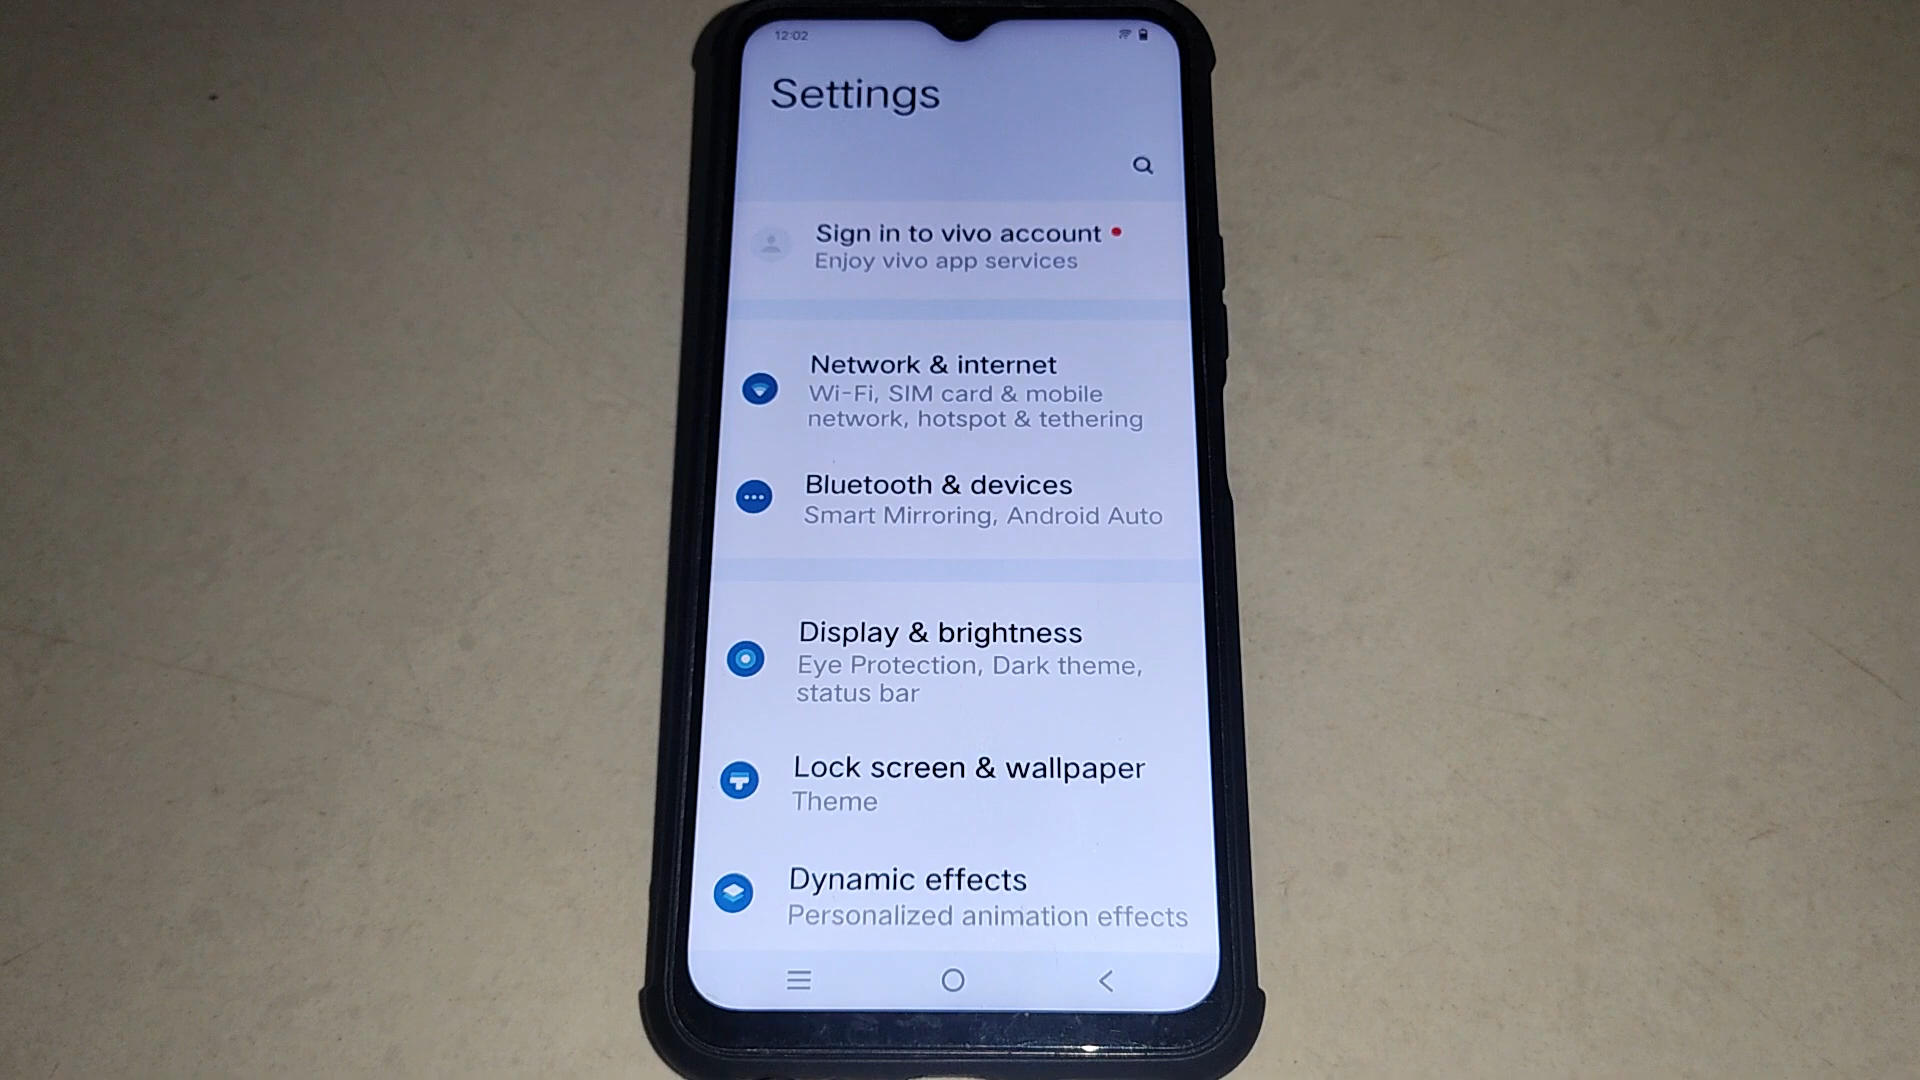 12:02
Settings
Sign in to vivo account
Enjoy vivo app services
Network & internet
Wi-Fi, SIM card & mobile
network, hotspot & tethering
Bluetooth & devices
Smart Mirroring, Android Auto
Display & brightness
Eye Protection, Dark theme,
status bar
Lock screen & wallpaper
Theme
Dynamic effects
Personalized animation effects